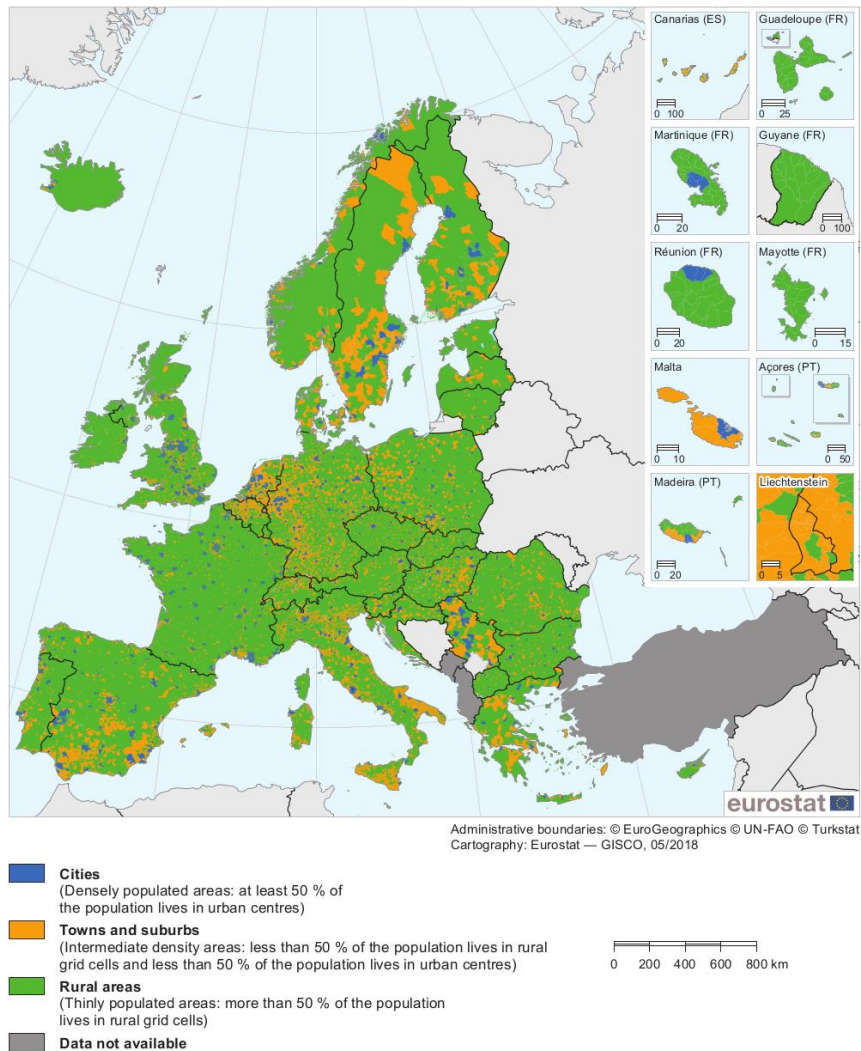 Canarias (ES)
0 100
Guadeloupe (FR)
0 25
Martinique (FR)
0 20
Guyane (FR)
0 100
Réunion (FR)
0 20
Mayotte (FR)
0 15
Malta
0 10
Açores (PT)
0 50
Madeira (PT)
0 20
Liechtenstein
0 5
eurostat
Administrative boundaries: © EuroGeographics © UN-FAO © Turkstat
Cartography: Eurostat — GISCO, 05/2018
Cities
(Densely populated areas: at least 50 % of
the population lives in urban centres)
Towns and suburbs
(Intermediate density areas: less than 50 % of the population lives in rural
grid cells and less than 50 % of the population lives in urban centres)
0 200 400 600 800 km
Rural areas
(Thinly populated areas: more than 50 % of the population
lives in rural grid cells)
Data not available